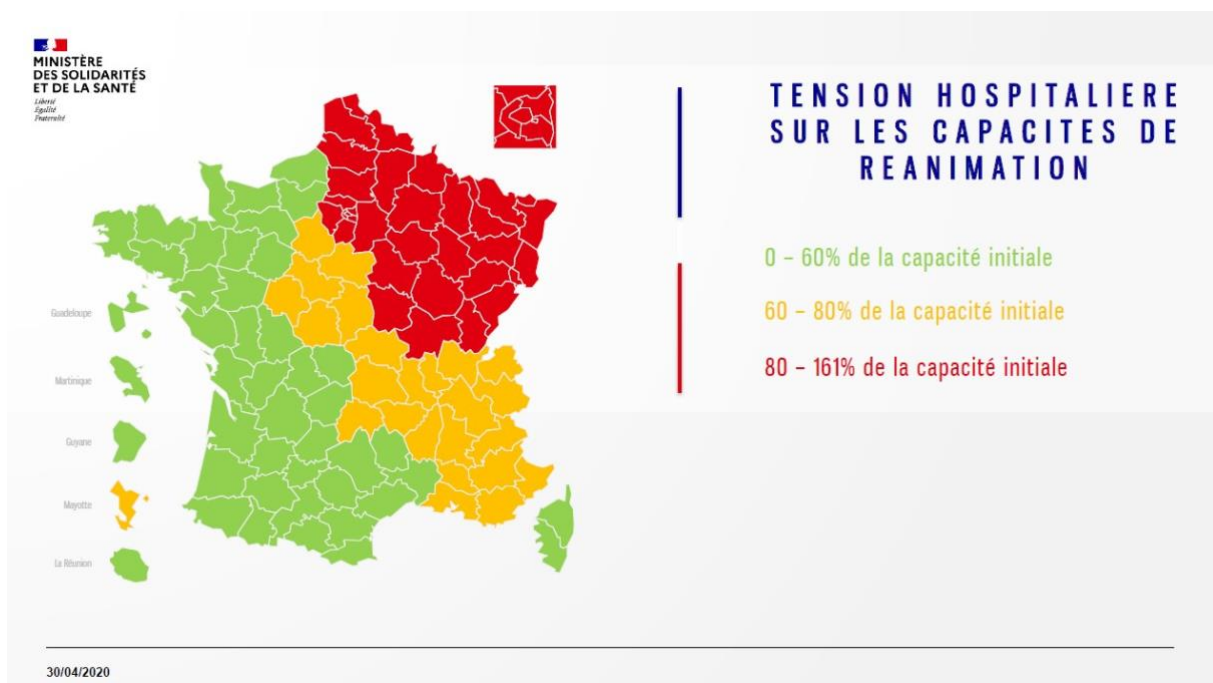 MINISTÈRE
DES SOLIDARITÉS
ET DE LA SANTÉ
Liberté
Égalité
Fraternité
TENSION HOSPITALIERE
SUR LES CAPACITES DE
REANIMATION
0 – 60% de la capacité initiale
60 – 80% de la capacité initiale
80 – 161% de la capacité initiale
Guadeloupe
Martinique
Guyane
Mayotte
La Réunion
30/04/2020